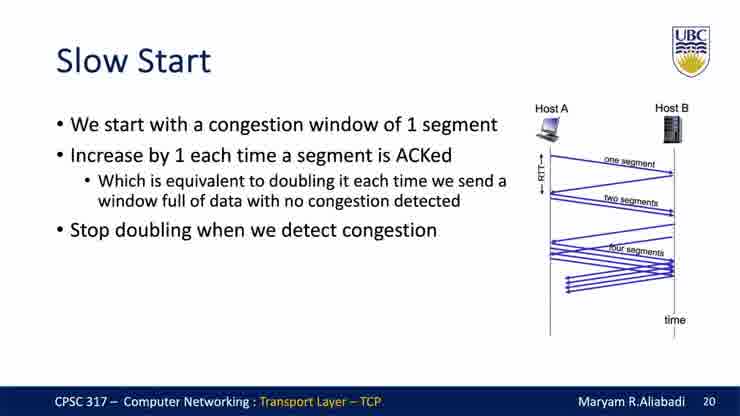 UBC
Slow Start
• We start with a congestion window of 1 segment
• Increase by 1 each time a segment is ACKed
• Which is equivalent to doubling it each time we send a
window full of data with no congestion detected
• Stop doubling when we detect congestion
Host A
Host B
one segment
RTT
two segments
four segments
time
CPSC 317 – Computer Networking : Transport Layer – TCP
Maryam R.Aliabadi
20